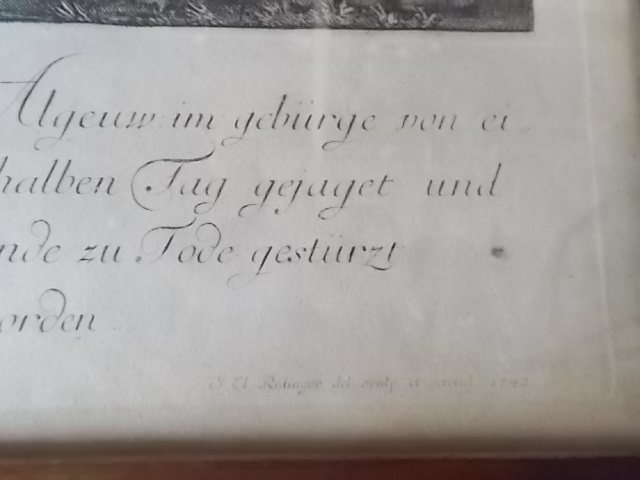 Algeuw im gebürge von ei
halben Tag gejaget und
nde zu Tode gestürzt
orden
J. El. Ridinger del. sculp. et excud. 174